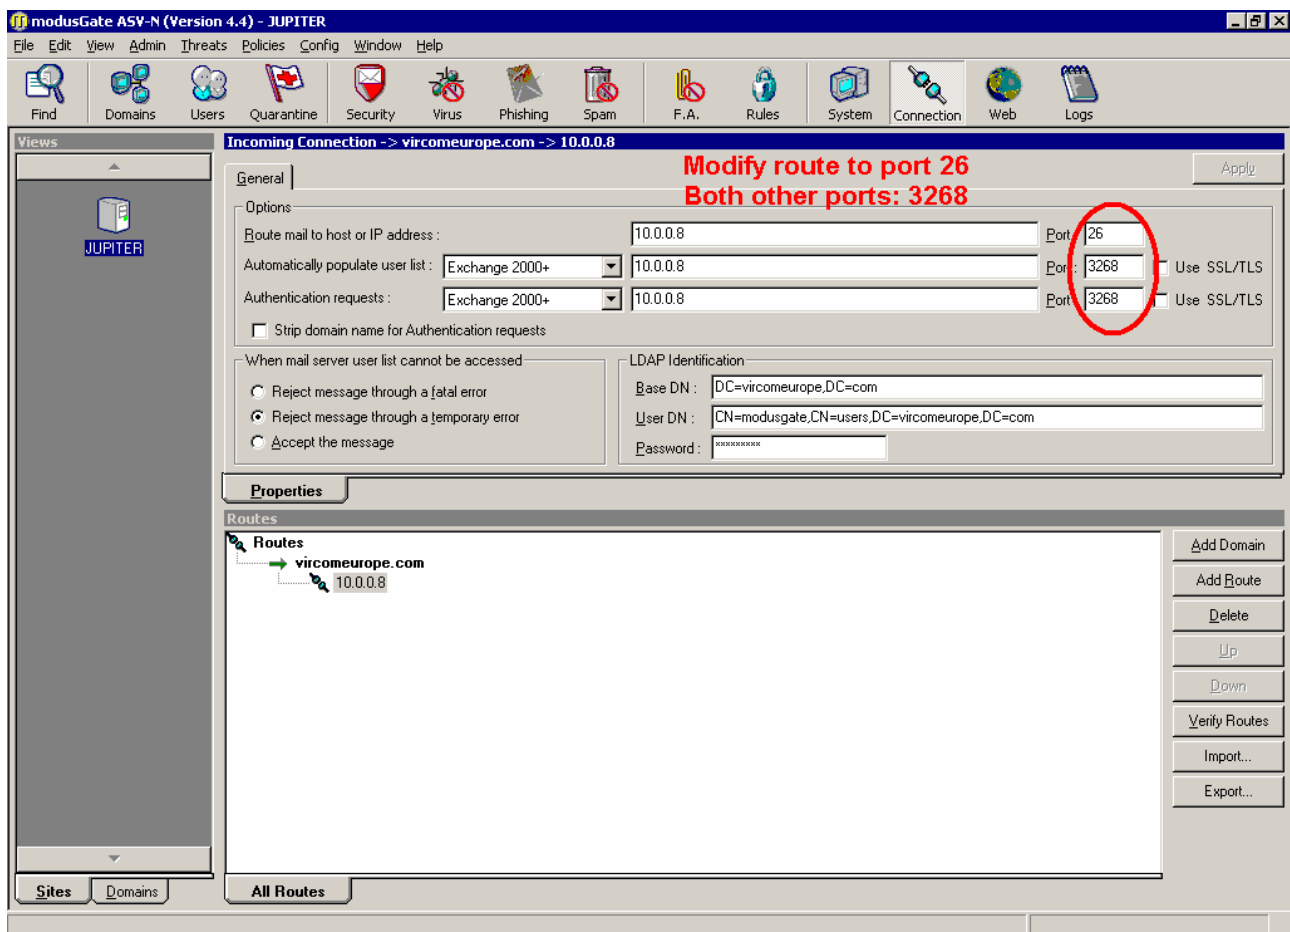 modusGate ASV-N (Version 4.4) - JUPITER
File Edit View Admin Threats Policies Config Window Help
Find Domains Users Quarantine Security Virus Phishing Spam F.A. Rules System Connection Web Logs
Views
JUPITER
Sites Domains
Incoming Connection -> vircomeurope.com -> 10.0.0.8
Modify route to port 26
Both other ports: 3268
Apply
General
Options
Route mail to host or IP address : 10.0.0.8 Port : 26
Automatically populate user list : Exchange 2000+ 10.0.0.8 Port : 3268 Use SSL/TLS
Authentication requests : Exchange 2000+ 10.0.0.8 Port : 3268 Use SSL/TLS
Strip domain name for Authentication requests
When mail server user list cannot be accessed
Reject message through a fatal error
Reject message through a temporary error
Accept the message
LDAP Identification
Base DN : DC=vircomeurope,DC=com
User DN : CN=modusgate,CN=users,DC=vircomeurope,DC=com
Password : *********
Properties
Routes
Routes
vircomeurope.com
10.0.0.8
Add Domain
Add Route
Delete
Up
Down
Verify Routes
Import...
Export...
All Routes